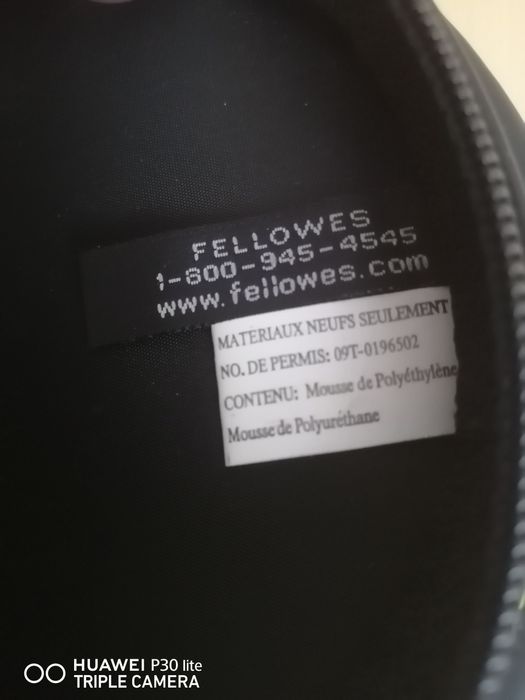 FELLOWES
1-800-945-4545
www.fellowes.com
MATERIAUX NEUFS SEULEMENT
NO. DE PERMIS: 09T-0196502
CONTENU: Mousse de Polyéthylène
Mousse de Polyuréthane
HUAWEI P30 lite
TRIPLE CAMERA